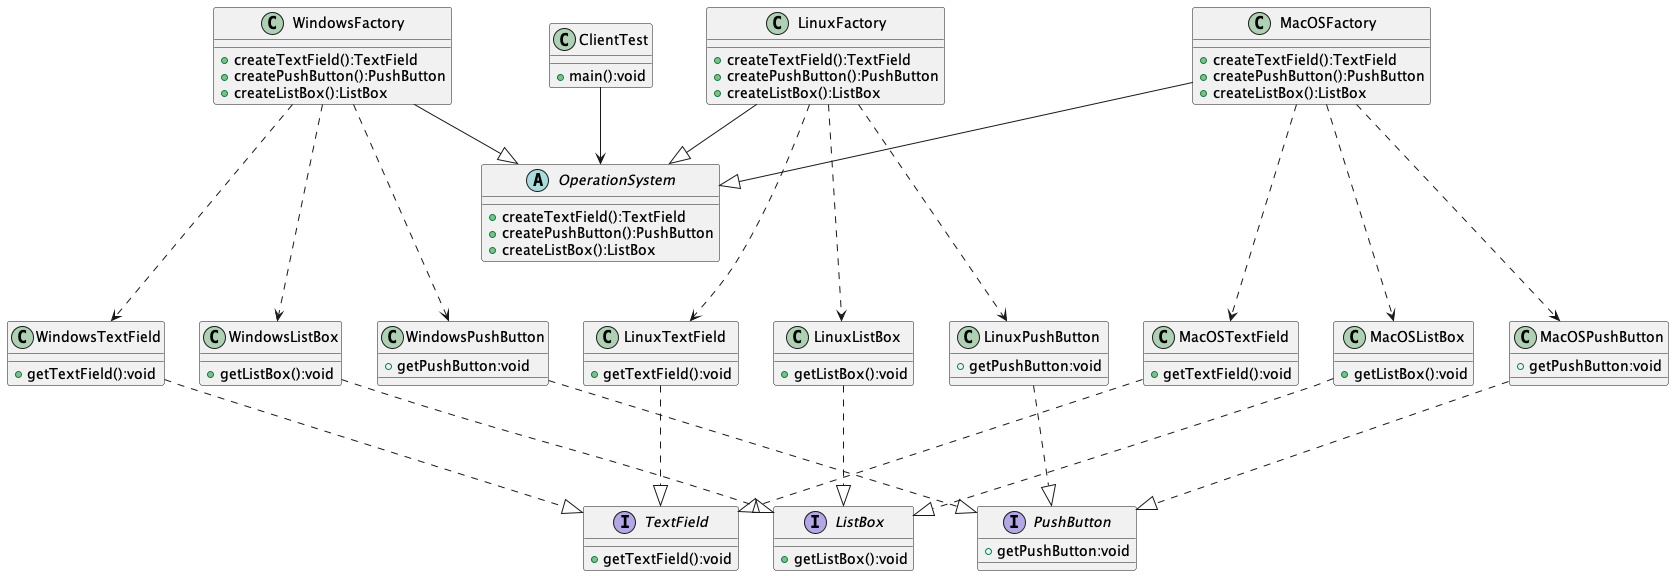 C WindowsFactory
createTextField():TextField
createPushButton():PushButton
createListBox():ListBox
C ClientTest
main():void
C LinuxFactory
createTextField():TextField
createPushButton():PushButton
createListBox():ListBox
C MacOSFactory
createTextField():TextField
createPushButton():PushButton
createListBox():ListBox
A OperationSystem
createTextField():TextField
createPushButton():PushButton
createListBox():ListBox
C WindowsTextField
getTextField():void
C WindowsListBox
getListBox():void
C WindowsPushButton
getPushButton:void
C LinuxTextField
getTextField():void
C LinuxListBox
getListBox():void
C LinuxPushButton
getPushButton:void
C MacOSTextField
getTextField():void
C MacOSListBox
getListBox():void
C MacOSPushButton
getPushButton:void
I TextField
getTextField():void
I ListBox
getListBox():void
I PushButton
getPushButton:void